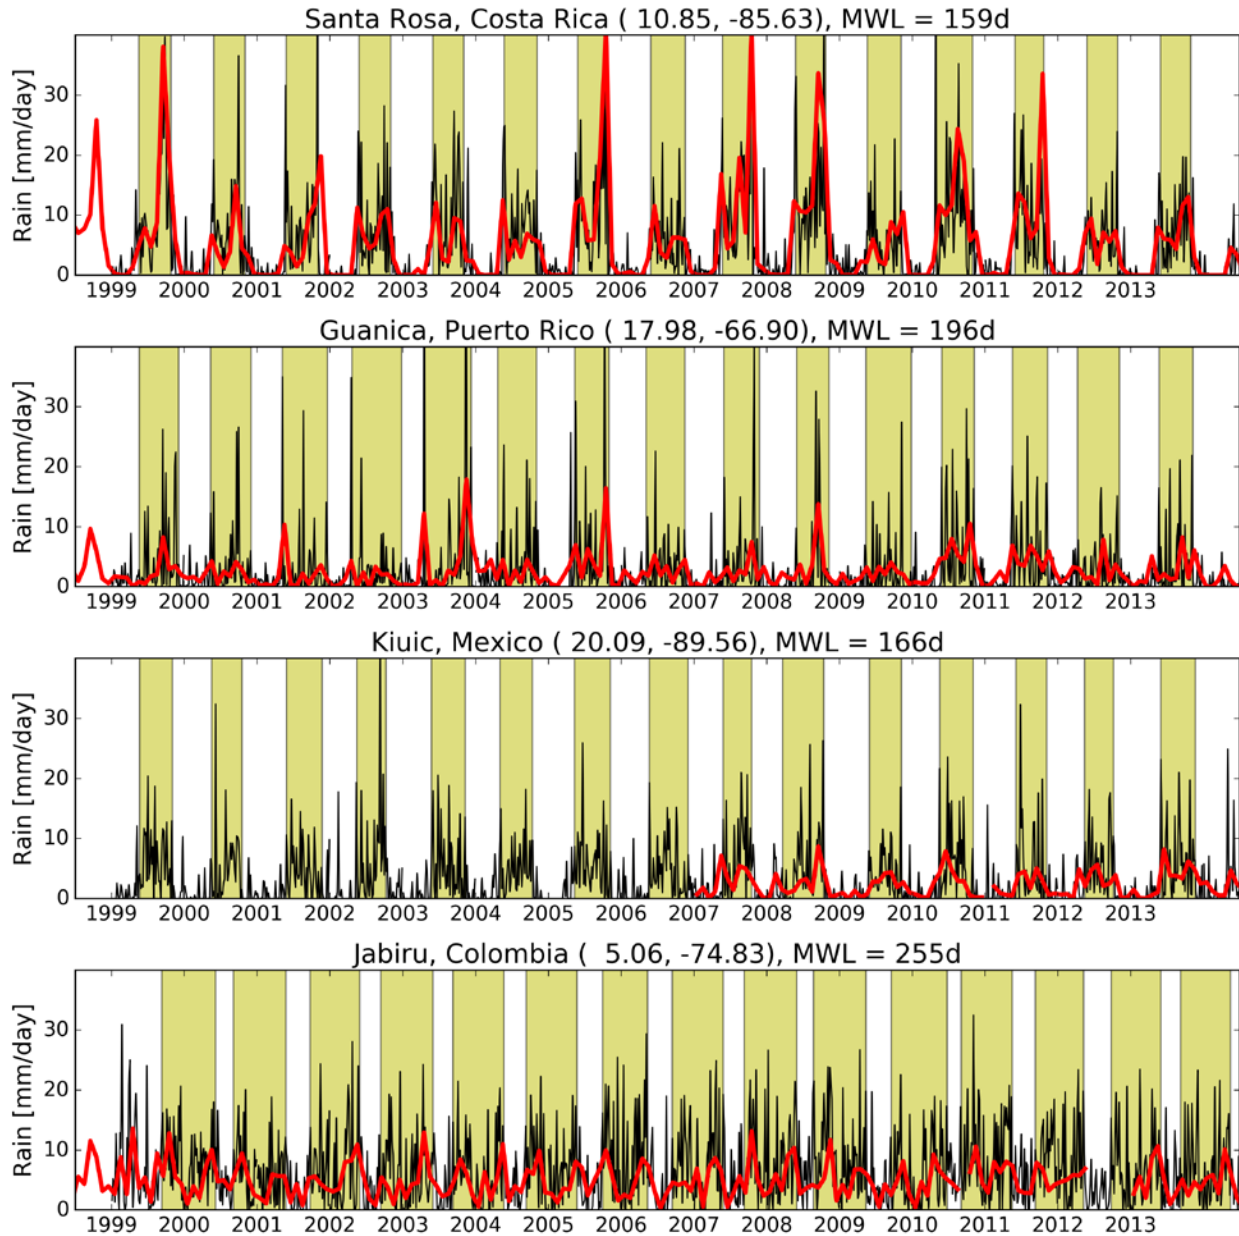 Santa Rosa, Costa Rica ( 10.85, -85.63), MWL = 159d
Rain [mm/day]
30
20
10
0
1999 2000 2001 2002 2003 2004 2005 2006 2007 2008 2009 2010 2011 2012 2013
Guanica, Puerto Rico ( 17.98, -66.90), MWL = 196d
Rain [mm/day]
30
20
10
0
1999 2000 2001 2002 2003 2004 2005 2006 2007 2008 2009 2010 2011 2012 2013
Kiuic, Mexico ( 20.09, -89.56), MWL = 166d
Rain [mm/day]
30
20
10
0
1999 2000 2001 2002 2003 2004 2005 2006 2007 2008 2009 2010 2011 2012 2013
Jabiru, Colombia (  5.06, -74.83), MWL = 255d
Rain [mm/day]
30
20
10
0
1999 2000 2001 2002 2003 2004 2005 2006 2007 2008 2009 2010 2011 2012 2013